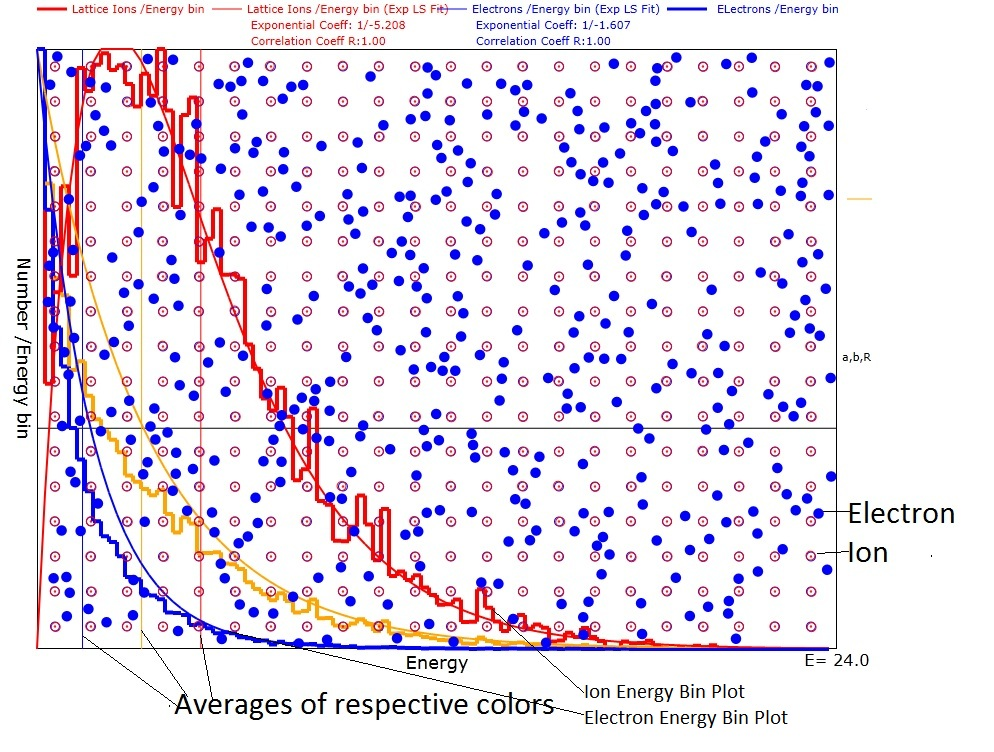 Lattice Ions /Energy bin
Lattice Ions /Energy bin (Exp LS Fit)
Exponential Coeff: 1/-5.208
Correlation Coeff R:1.00
Electrons /Energy bin (Exp LS Fit)
Exponential Coeff: 1/-1.607
Correlation Coeff R:1.00
ELectrons /Energy bin
Number /Energy bin
a,b,R
Electron
Ion
Energy
E= 24.0
Ion Energy Bin Plot
Averages of respective colors
Electron Energy Bin Plot